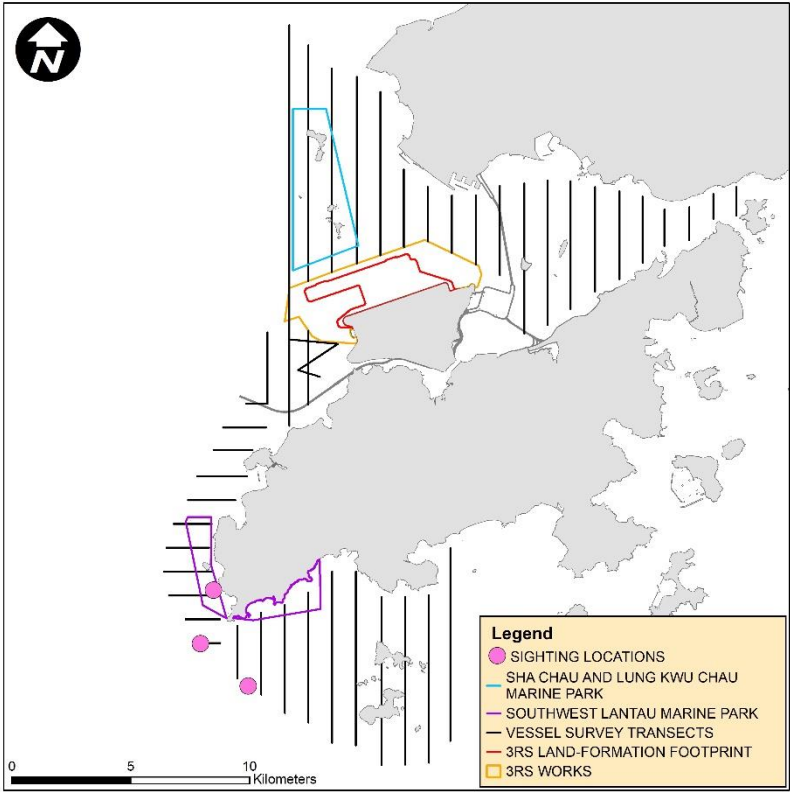 N
Legend
SIGHTING LOCATIONS
SHA CHAU AND LUNG KWU CHAU
MARINE PARK
SOUTHWEST LANTAU MARINE PARK
VESSEL SURVEY TRANSECTS
3RS LAND-FORMATION FOOTPRINT
3RS WORKS
0 5 10
Kilometers